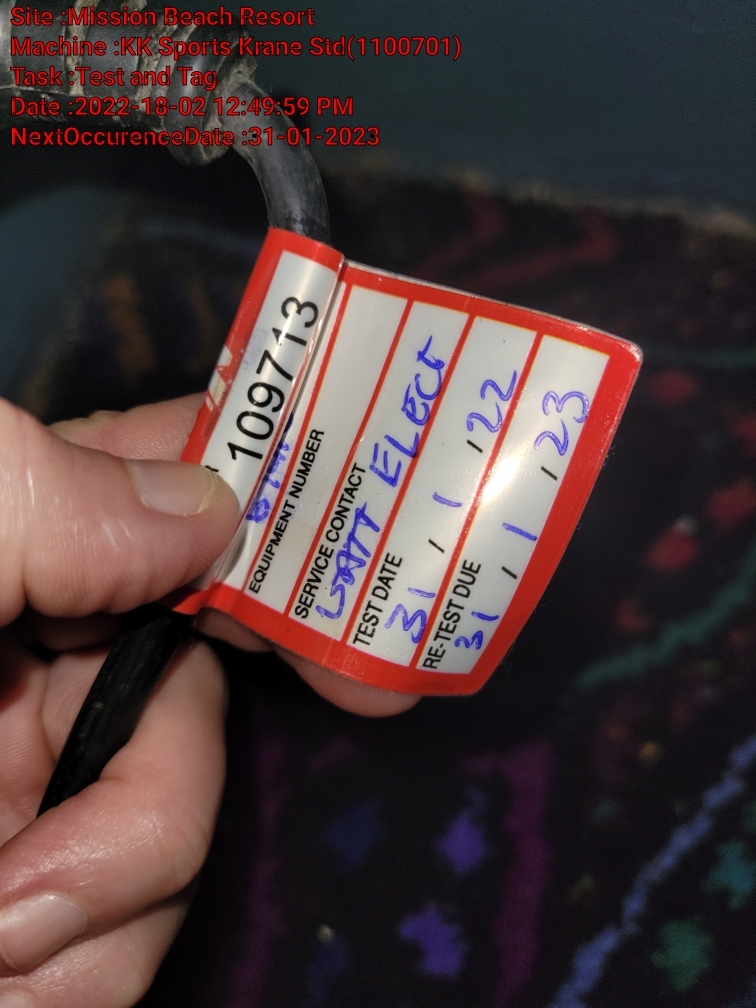 Site :Mission Beach Resort
Machine :KK Sports Krane Std(1100701)
Task :Test and Tag
Date :2022-18-02 12:49:59 PM
NextOccurenceDate :31-01-2023
109713
EQUIPMENT NUMBER
SERVICE CONTACT
WATT ELECT
TEST DATE
31 / 1 / 22
RE-TEST DUE
31 / 1 / 23